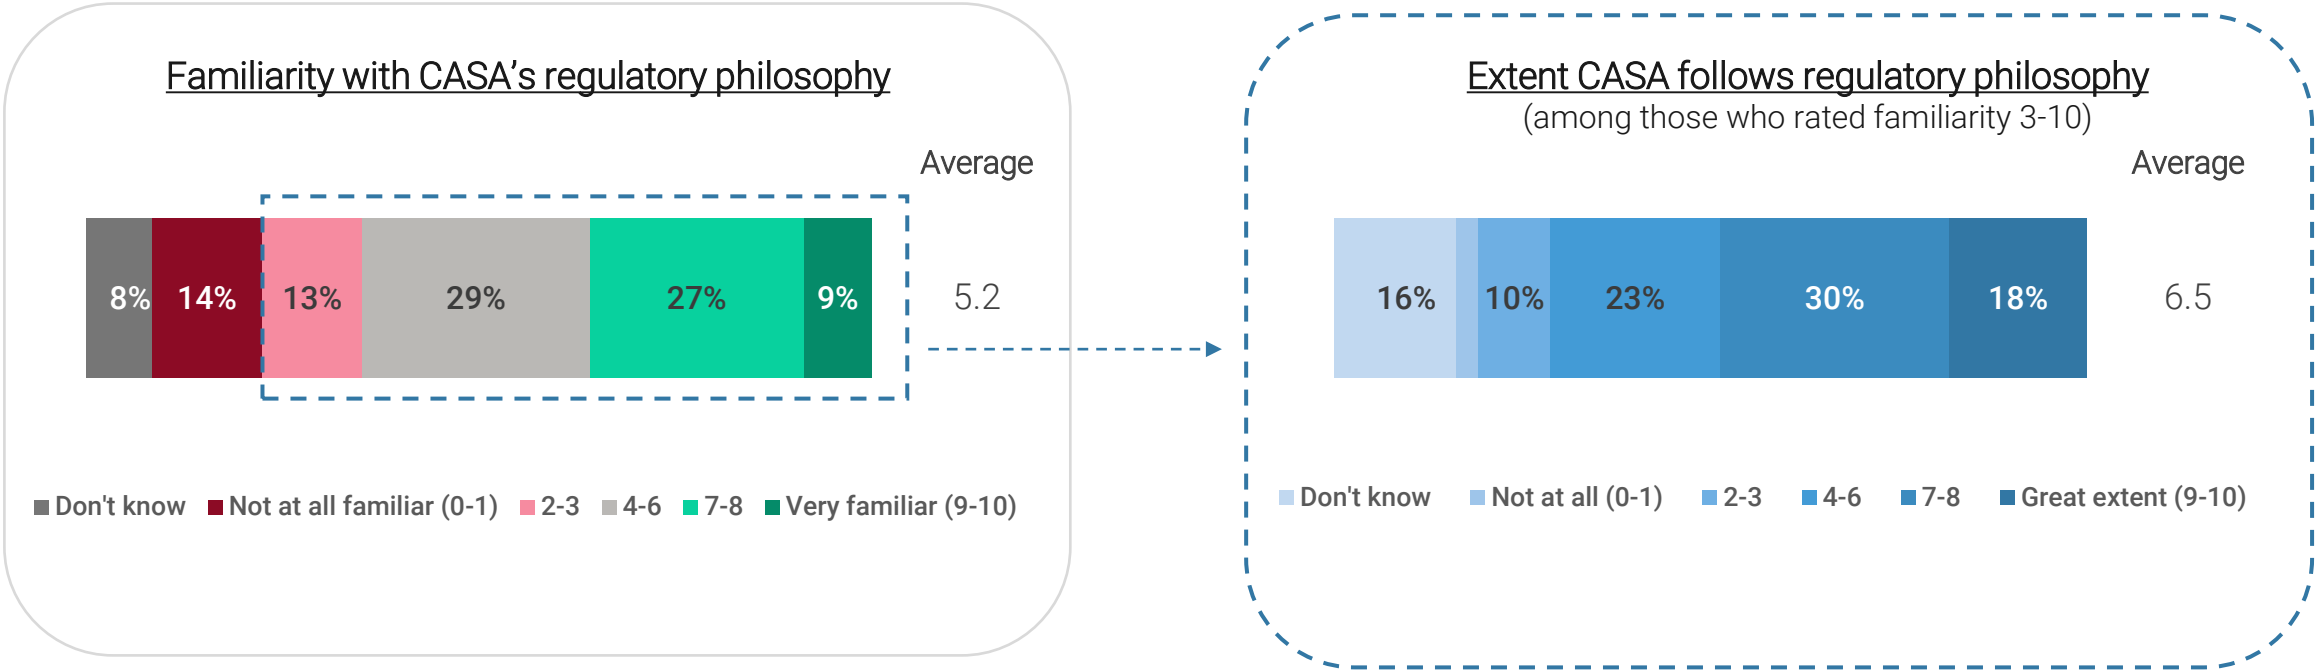 Familiarity with CASA’s regulatory philosophy
Average
8% 14% 13% 29% 27% 9% 5.2
Don't know Not at all familiar (0-1) 2-3 4-6 7-8 Very familiar (9-10)
Extent CASA follows regulatory philosophy
(among those who rated familiarity 3-10)
Average
16% 10% 23% 30% 18% 6.5
Don't know Not at all (0-1) 2-3 4-6 7-8 Great extent (9-10)